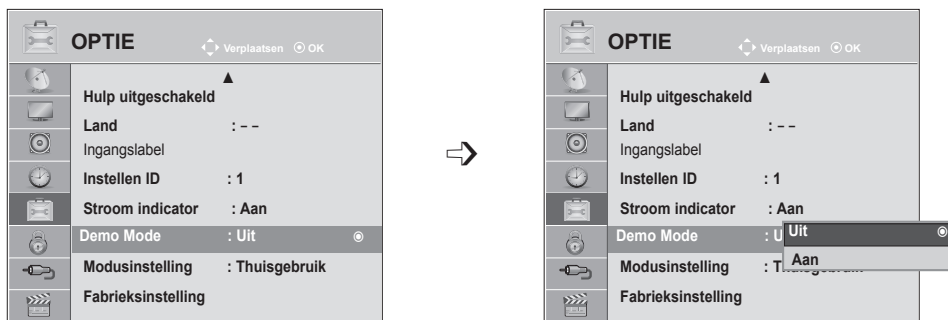 OPTIE Verplaatsen OK
▲
Hulp uitgeschakeld
Land : – –
Ingangslabel
Instellen ID : 1
Stroom indicator : Aan
Demo Mode : Uit
Modusinstelling : Thuisgebruik
Fabrieksinstelling
⇨
OPTIE Verplaatsen OK
▲
Hulp uitgeschakeld
Land : – –
Ingangslabel
Instellen ID : 1
Stroom indicator : Aan
Demo Mode : U
Uit
Aan
Modusinstelling : Thuisgebruik
Fabrieksinstelling